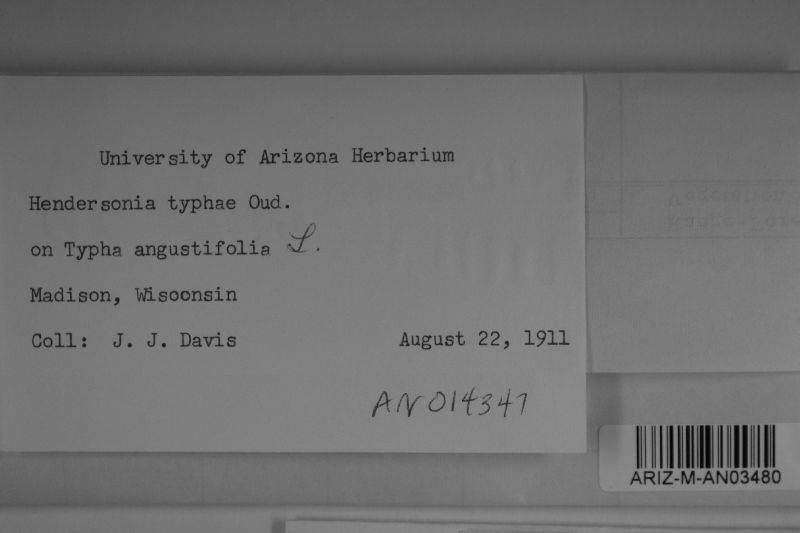 University of Arizona Herbarium
Hendersonia typhae Oud.
on Typha angustifolia L.
Madison, Wisoonsin
Coll: J. J. Davis August 22, 1911
AN014347
ARIZ-M-AN03480